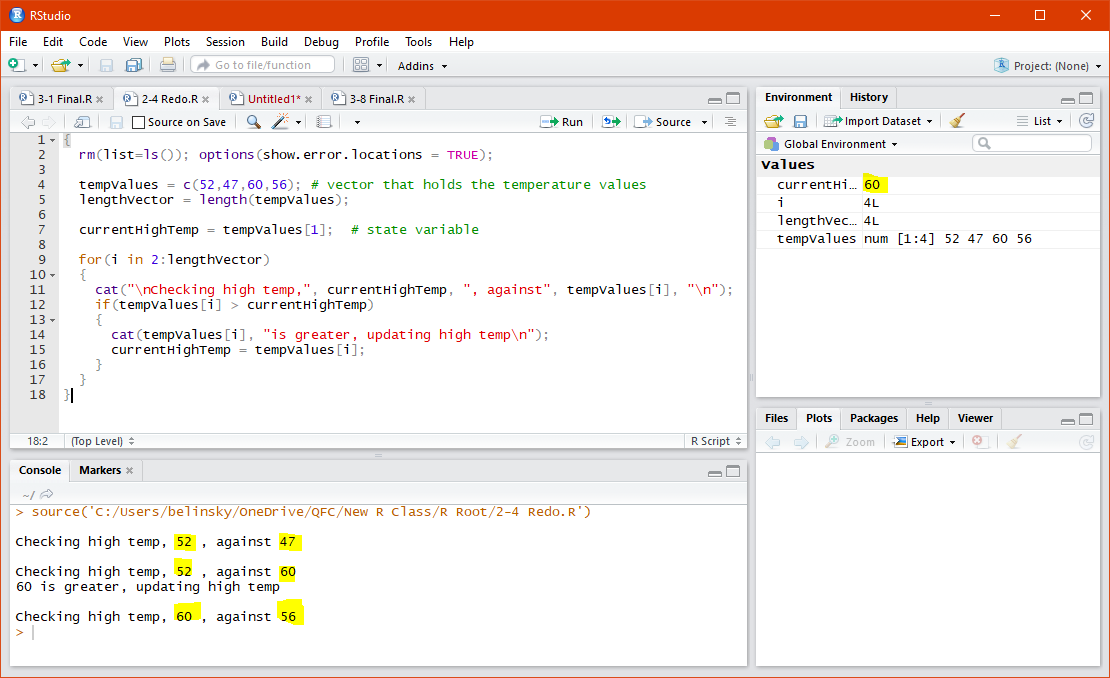 RStudio
File Edit Code View Plots Session Build Debug Profile Tools Help
Go to file/function Addins Project: (None)
3-1 Final.R 2-4 Redo.R Untitled1* 3-8 Final.R
Source on Save Run Source
1 {
2 rm(list=ls()); options(show.error.locations = TRUE);
3
4 tempValues = c(52,47,60,56); # vector that holds the temperature values
5 lengthVector = length(tempValues);
6
7 currentHighTemp = tempValues[1]; # state variable
8
9 for(i in 2:lengthVector)
10 {
11 cat("\nChecking high temp,", currentHighTemp, ", against", tempValues[i], "\n");
12 if(tempValues[i] > currentHighTemp)
13 {
14 cat(tempValues[i], "is greater, updating high temp\n");
15 currentHighTemp = tempValues[i];
16 }
17 }
18 }
18:2 (Top Level) R Script
Console Markers
~/
> source('C:/Users/belinsky/OneDrive/QFC/New R Class/R Root/2-4 Redo.R')
Checking high temp, 52 , against 47
Checking high temp, 52 , against 60
60 is greater, updating high temp
Checking high temp, 60 , against 56
>
Environment History
Import Dataset List
Global Environment
Values
currentHi… 60
i 4L
lengthVec… 4L
tempValues num [1:4] 52 47 60 56
Files Plots Packages Help Viewer
Zoom Export